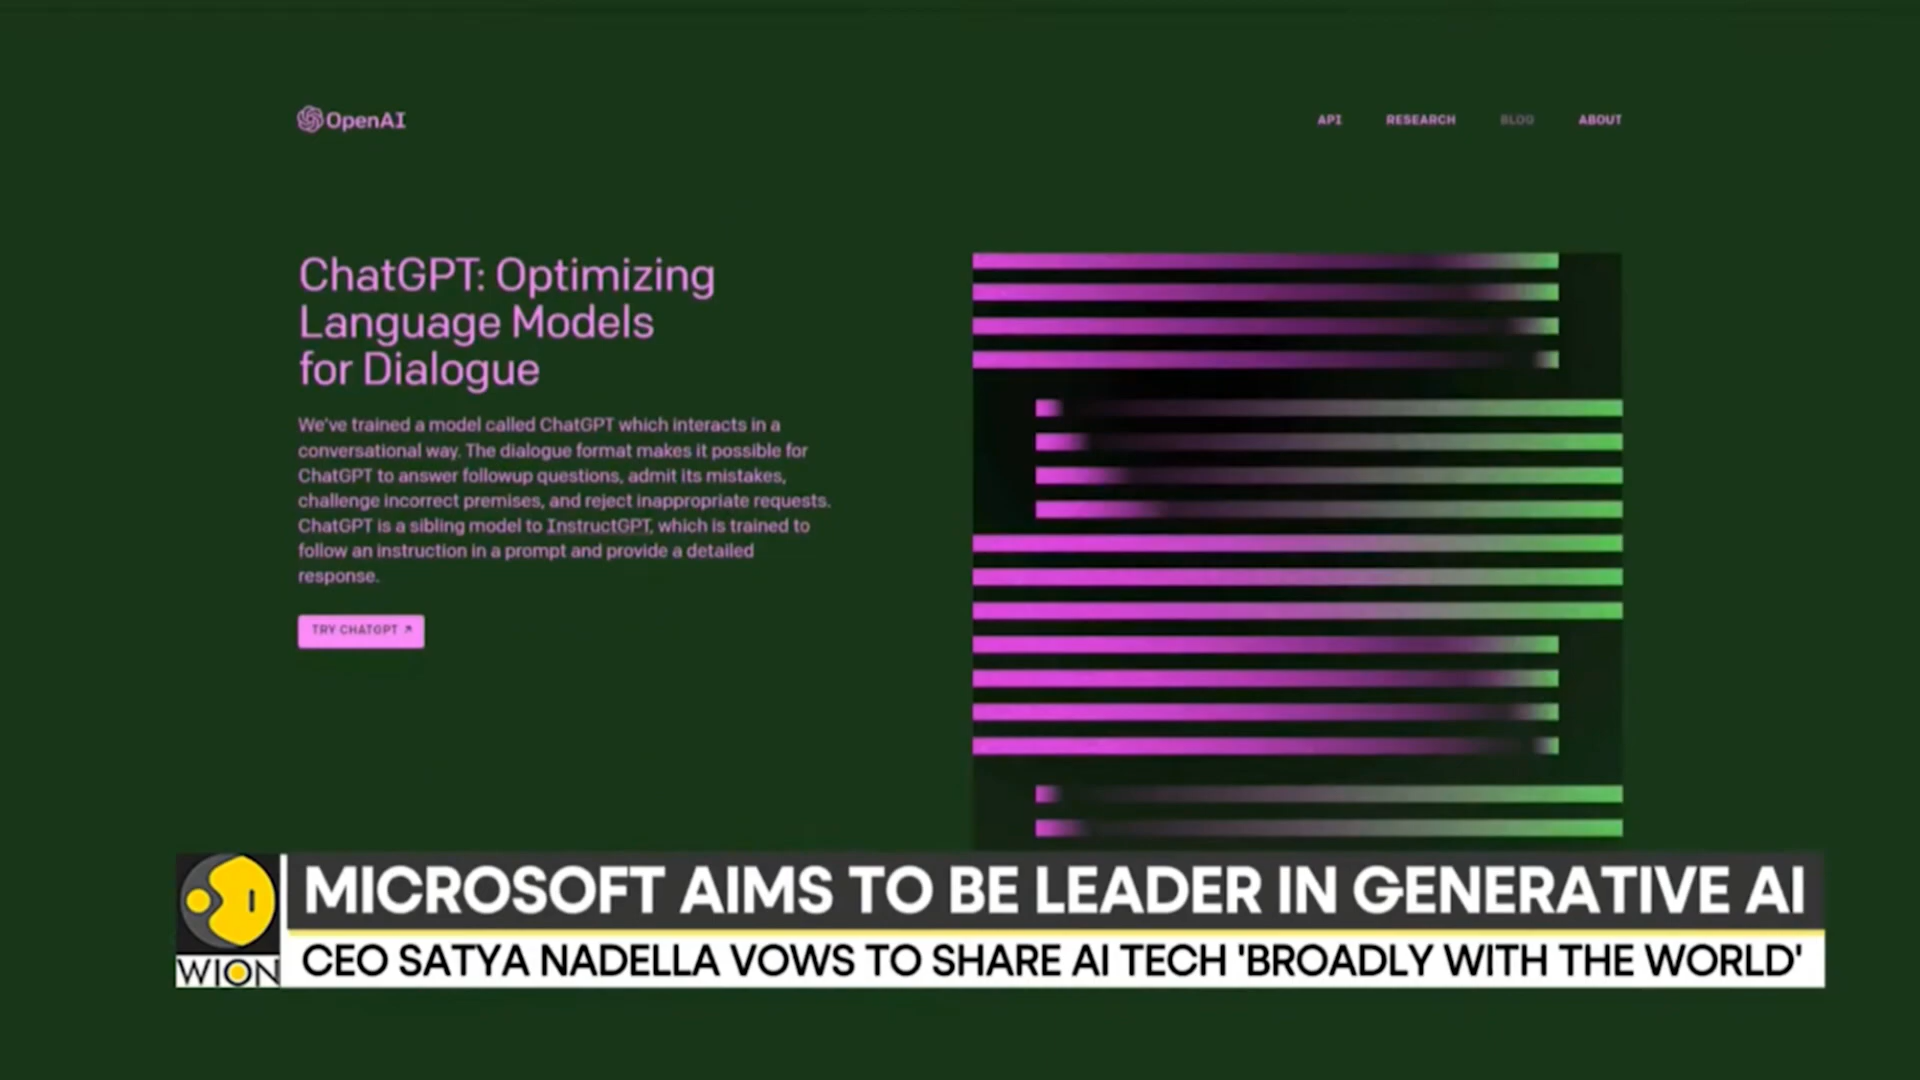 OpenAI
API RESEARCH BLOG ABOUT
ChatGPT: Optimizing
Language Models
for Dialogue
We've trained a model called ChatGPT which interacts in a
conversational way. The dialogue format makes it possible for
ChatGPT to answer followup questions, admit its mistakes,
challenge incorrect premises, and reject inappropriate requests.
ChatGPT is a sibling model to InstructGPT, which is trained to
follow an instruction in a prompt and provide a detailed
response.
TRY CHATGPT ↗
MICROSOFT AIMS TO BE LEADER IN GENERATIVE AI
WION
CEO SATYA NADELLA VOWS TO SHARE AI TECH 'BROADLY WITH THE WORLD'